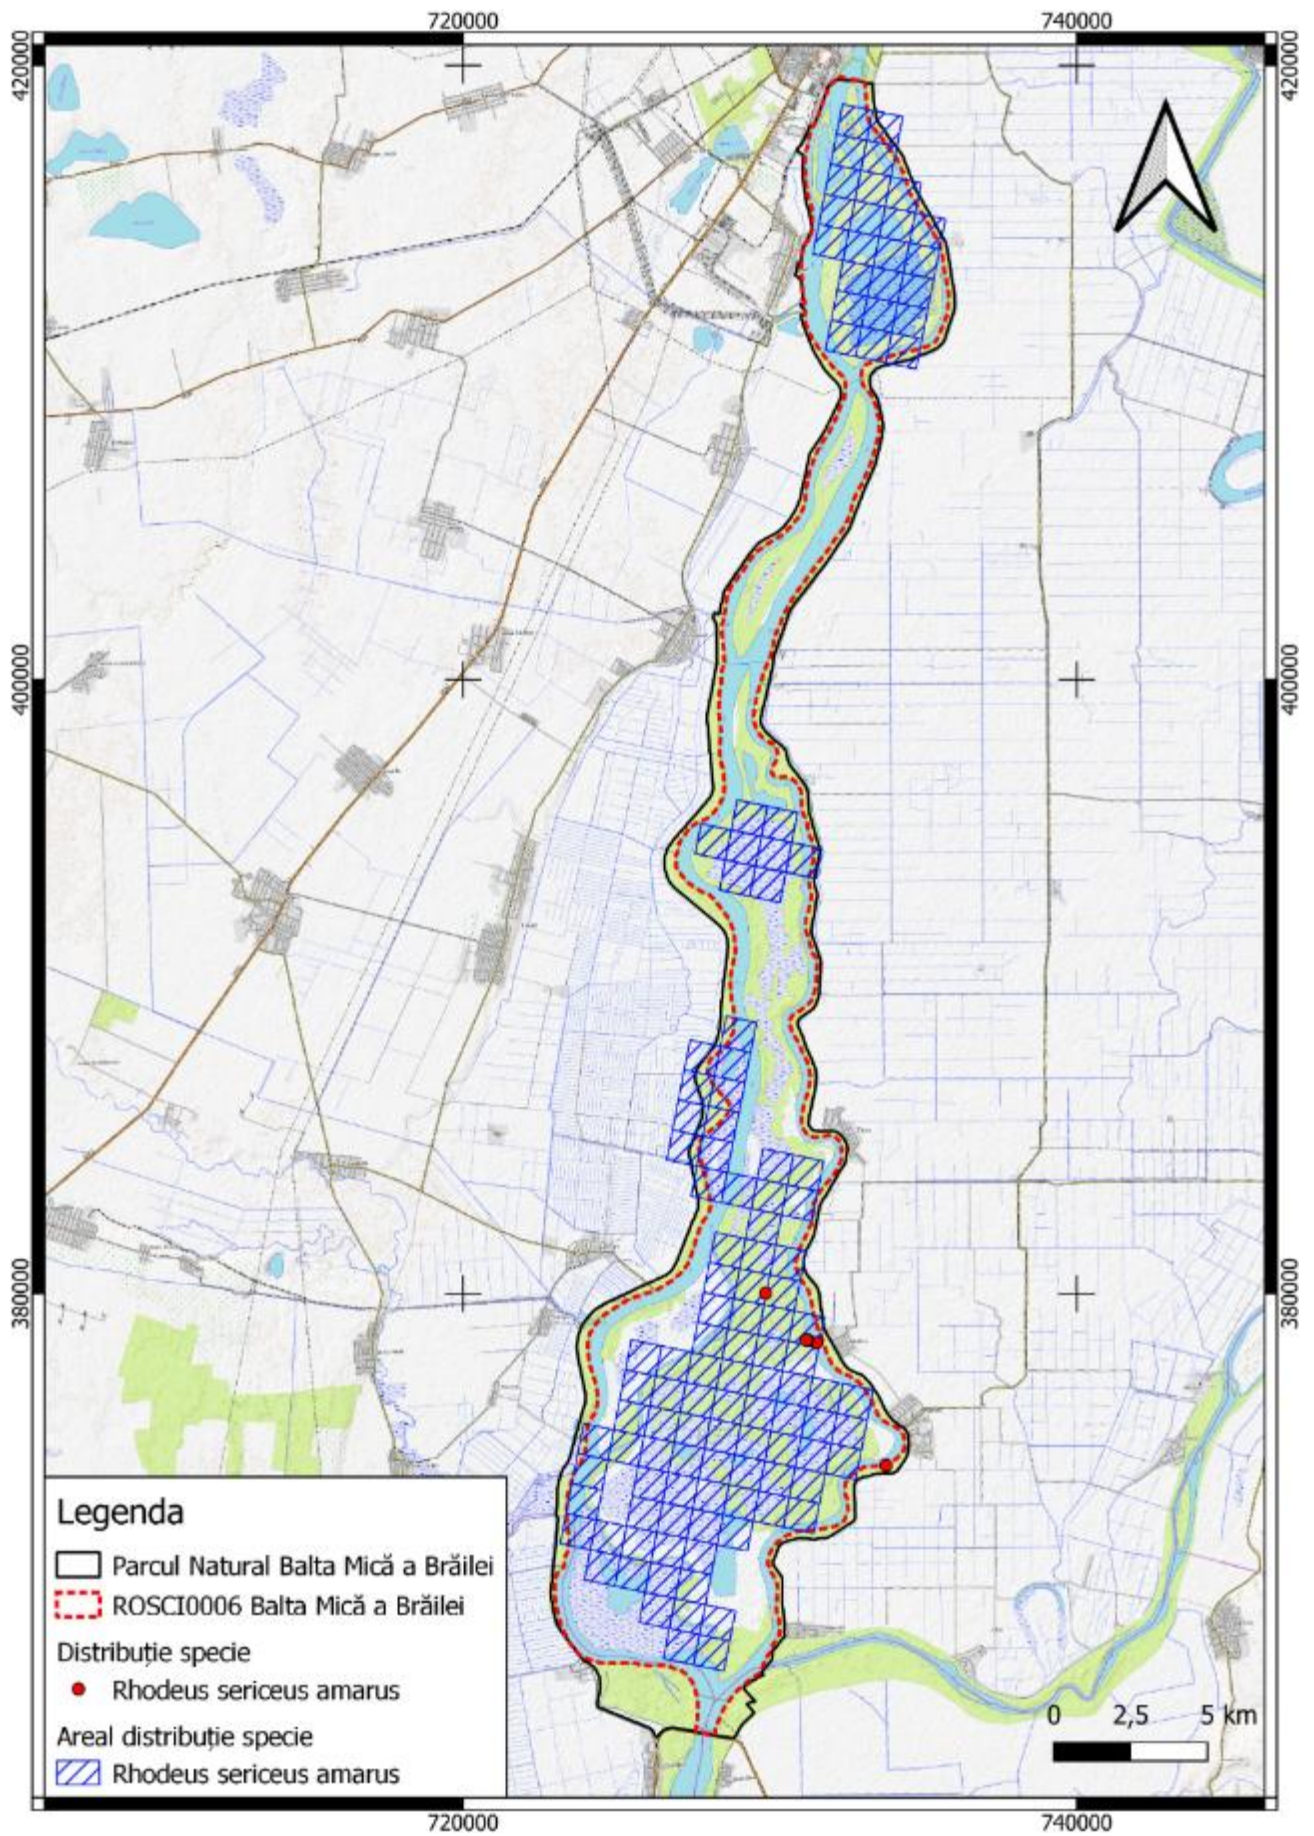 720000
740000
420000
420000
400000
400000
380000
380000
Legenda
Parcul Natural Balta Mică a Brăilei
ROSCI0006 Balta Mică a Brăilei
Distribuție specie
Rhodeus sericeus amarus
Areal distribuție specie
Rhodeus sericeus amarus
0 2,5 5 km
720000
740000